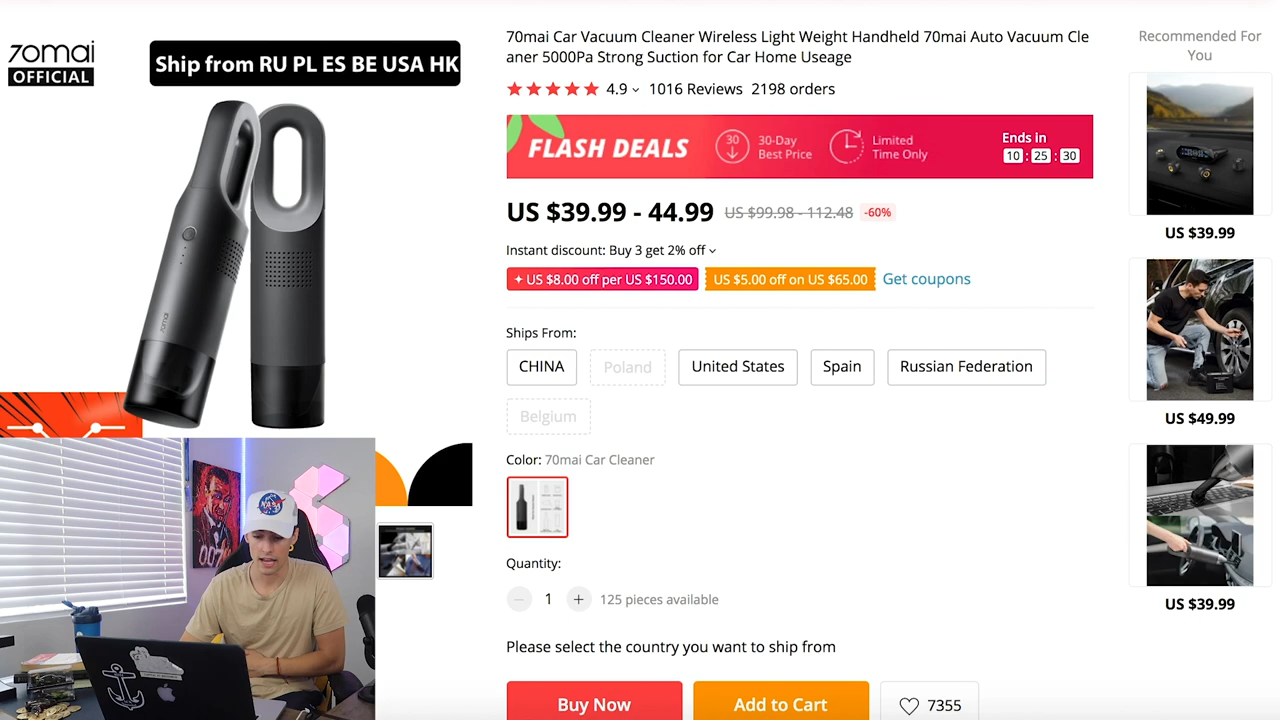 70mai
OFFICIAL
Ship from RU PL ES BE USA HK
70mai
70mai Car Vacuum Cleaner Wireless Light Weight Handheld 70mai Auto Vacuum Cle
aner 5000Pa Strong Suction for Car Home Useage
4.9 1016 Reviews 2198 orders
FLASH DEALS
30
30-Day
Best Price
Limited
Time Only
Ends in
10 : 25 : 30
US $39.99 - 44.99 US $99.98 - 112.48 -60%
Instant discount: Buy 3 get 2% off
US $8.00 off per US $150.00 US $5.00 off on US $65.00 Get coupons
Ships From:
CHINA Poland United States Spain Russian Federation
Belgium
Color: 70mai Car Cleaner
Quantity:
− 1 + 125 pieces available
Please select the country you want to ship from
Buy Now Add to Cart 7355
Recommended For
You
US $39.99
US $49.99
US $39.99
NASA
007